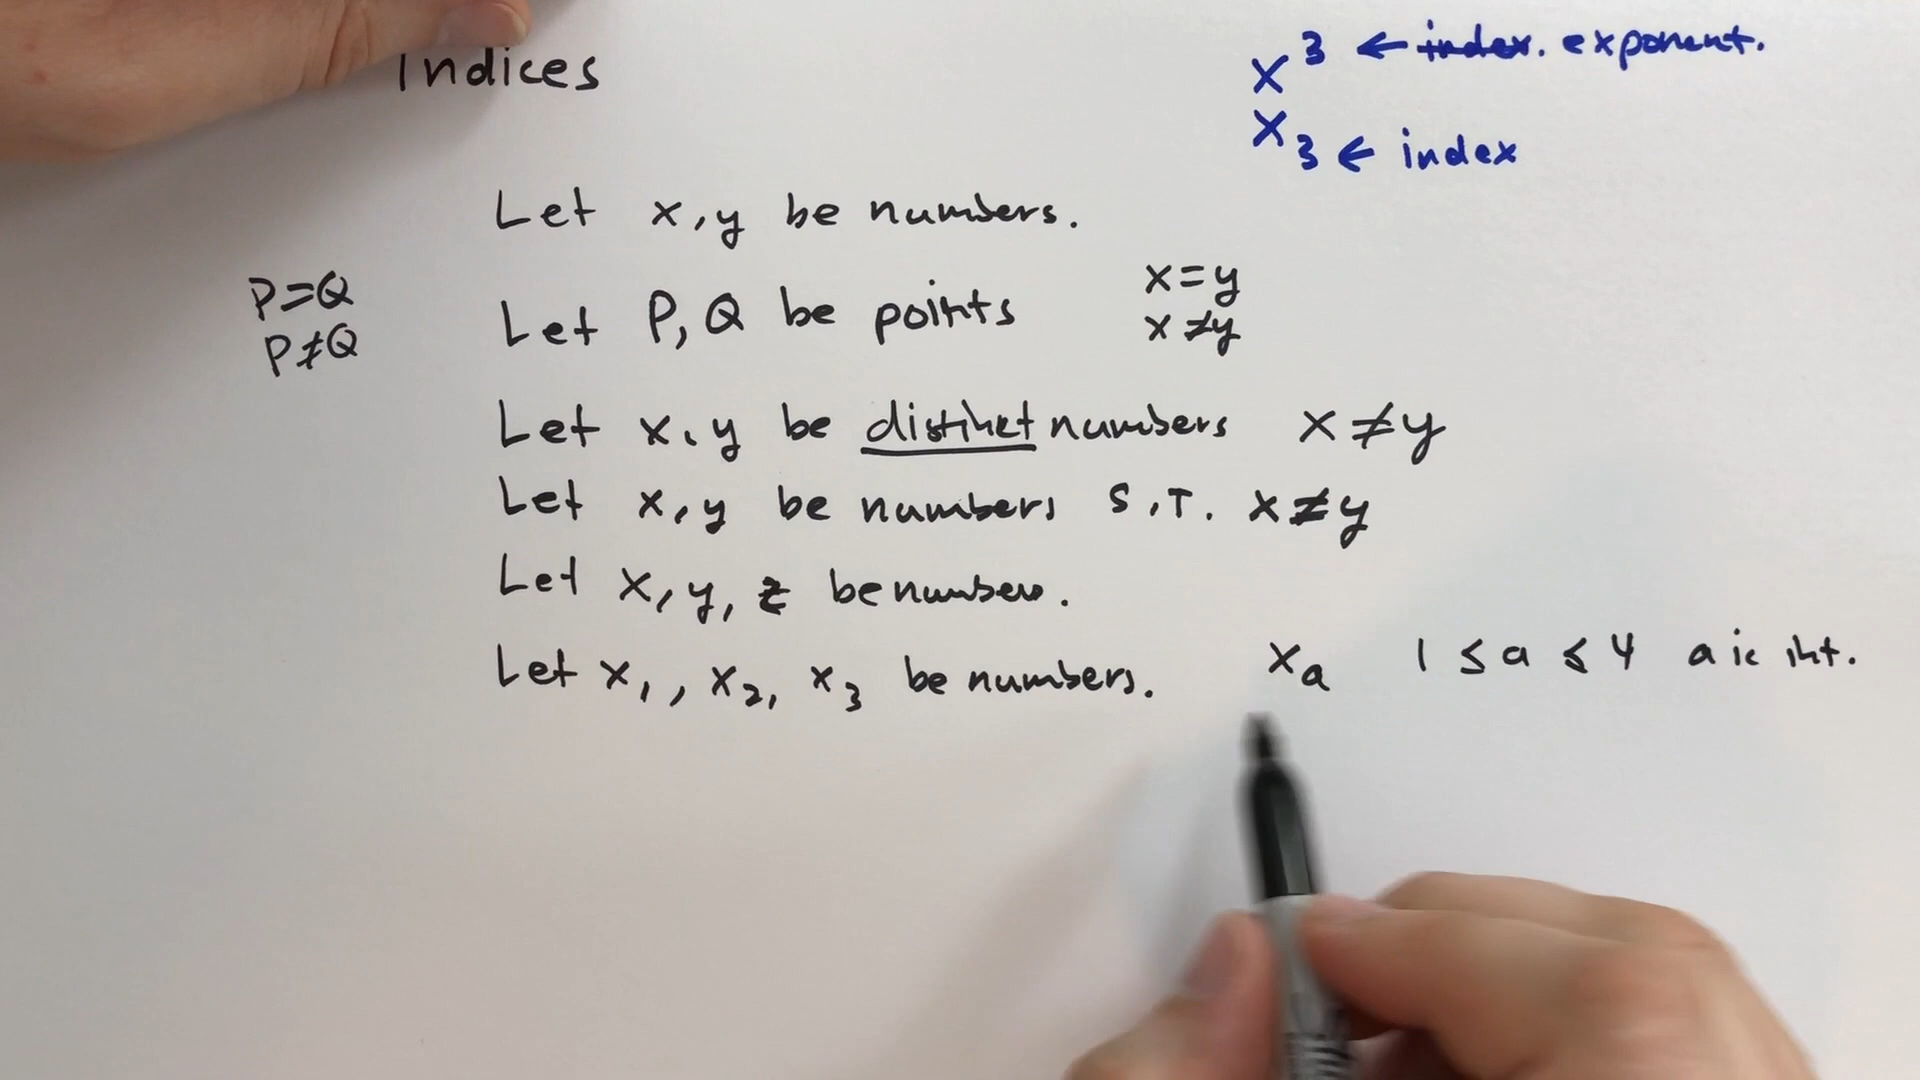 Indices
x³ ← index. exponent.
x₃ ← index
Let x, y be numbers.
P=Q
P≠Q
Let P, Q be points
x=y
x≠y
Let x, y be distinct numbers x≠y
Let x, y be numbers S.T. x≠y
Let x, y, z be numbers.
Let x₁, x₂, x₃ be numbers. xₐ 1 ≤ a ≤ 4 a is int.